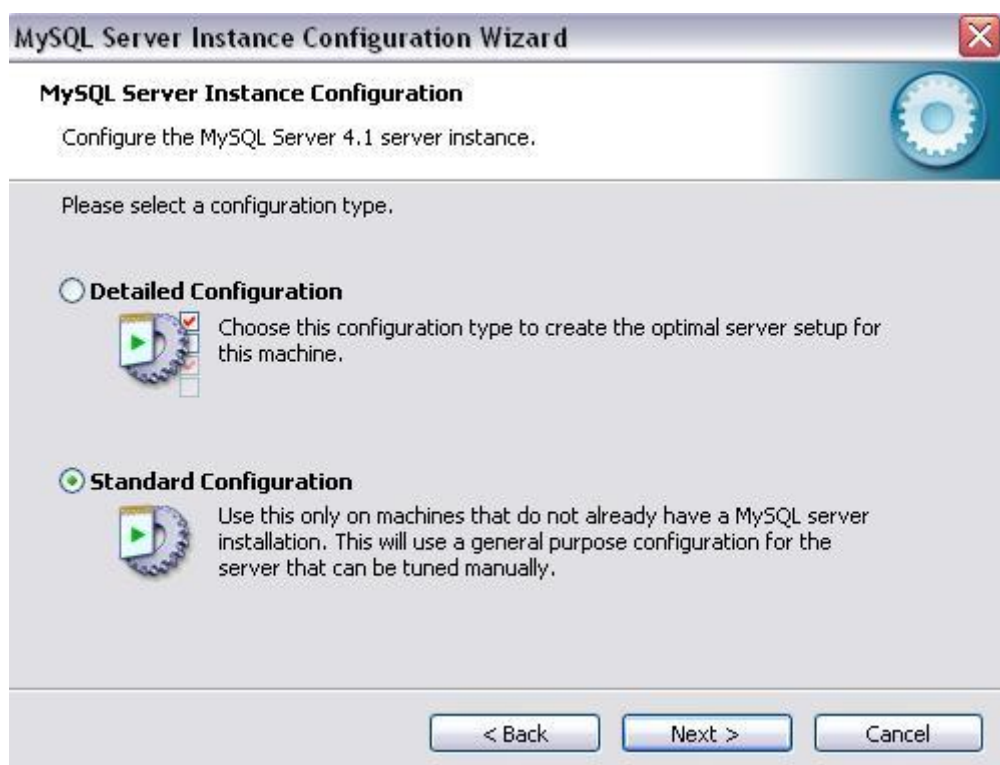 MySQL Server Instance Configuration Wizard
MySQL Server Instance Configuration
Configure the MySQL Server 4.1 server instance.
Please select a configuration type.
Detailed Configuration
Choose this configuration type to create the optimal server setup for
this machine.
Standard Configuration
Use this only on machines that do not already have a MySQL server
installation. This will use a general purpose configuration for the
server that can be tuned manually.
< Back
Next >
Cancel